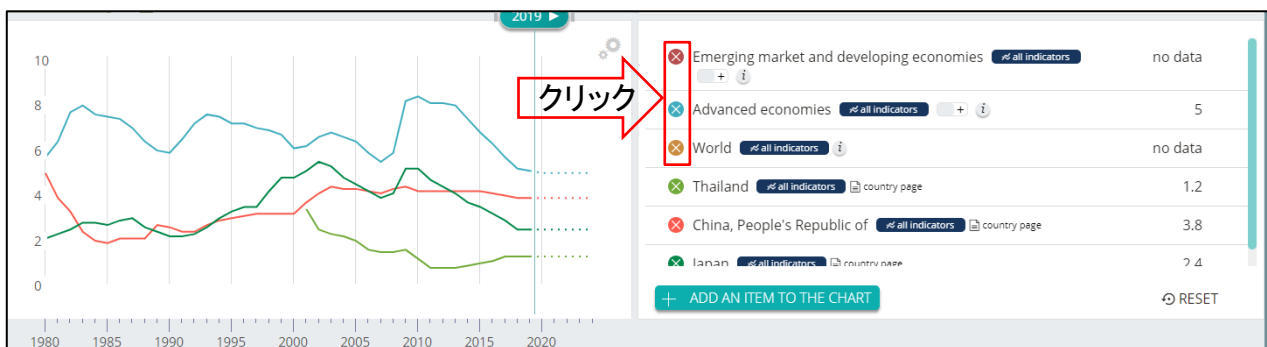 2019 ▶
10
8
6
4
2
0
1980 1985 1990 1995 2000 2005 2010 2015 2020
クリック
Emerging market and developing economies all indicators no data
+ i
Advanced economies all indicators + i 5
World all indicators i no data
Thailand all indicators country page 1.2
China, People's Republic of all indicators country page 3.8
Japan all indicators country page 2.4
+ ADD AN ITEM TO THE CHART RESET